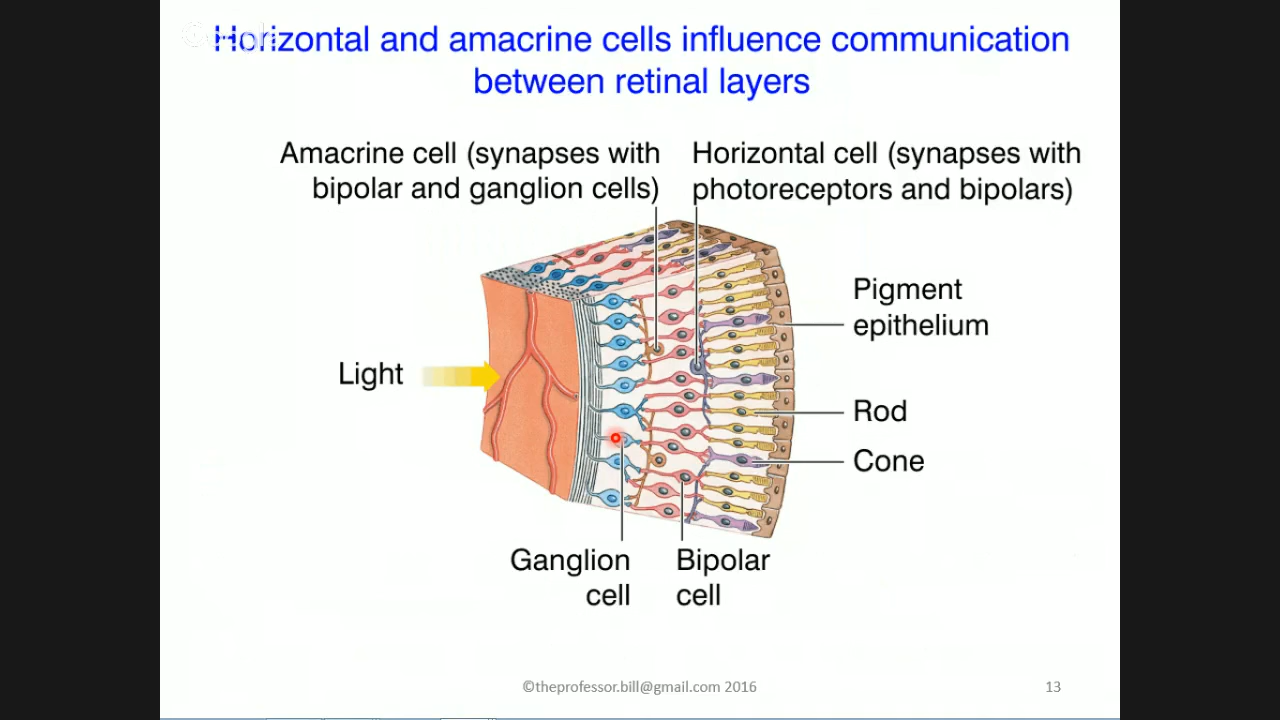 Google
Horizontal and amacrine cells influence communication
between retinal layers
Amacrine cell (synapses with
bipolar and ganglion cells)
Horizontal cell (synapses with
photoreceptors and bipolars)
Pigment
epithelium
Light
Rod
Cone
Ganglion
cell
Bipolar
cell
©theprofessor.bill@gmail.com 2016
13